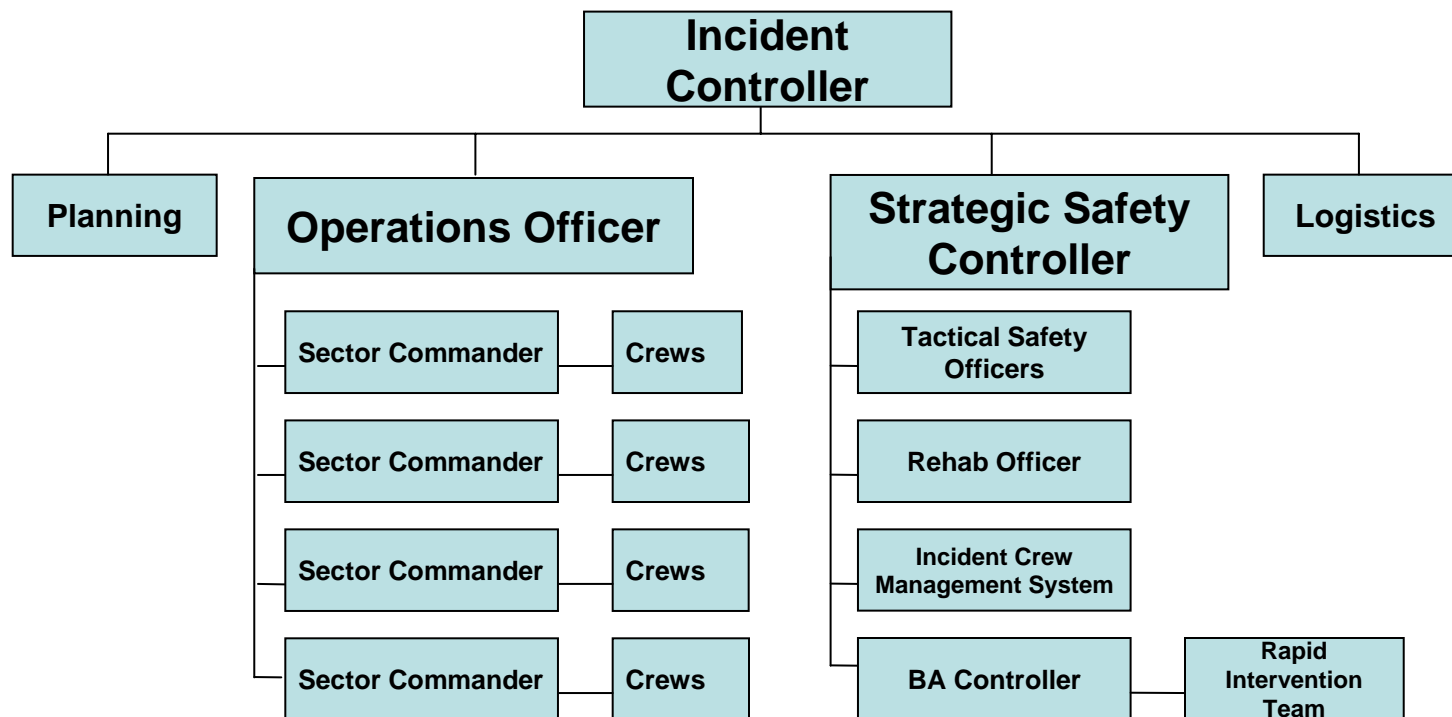 Incident
Controller
Planning
Operations Officer
Strategic Safety
Controller
Logistics
Sector Commander
Crews
Tactical Safety
Officers
Sector Commander
Crews
Rehab Officer
Sector Commander
Crews
Incident Crew
Management System
Sector Commander
Crews
BA Controller
Rapid
Intervention
Team